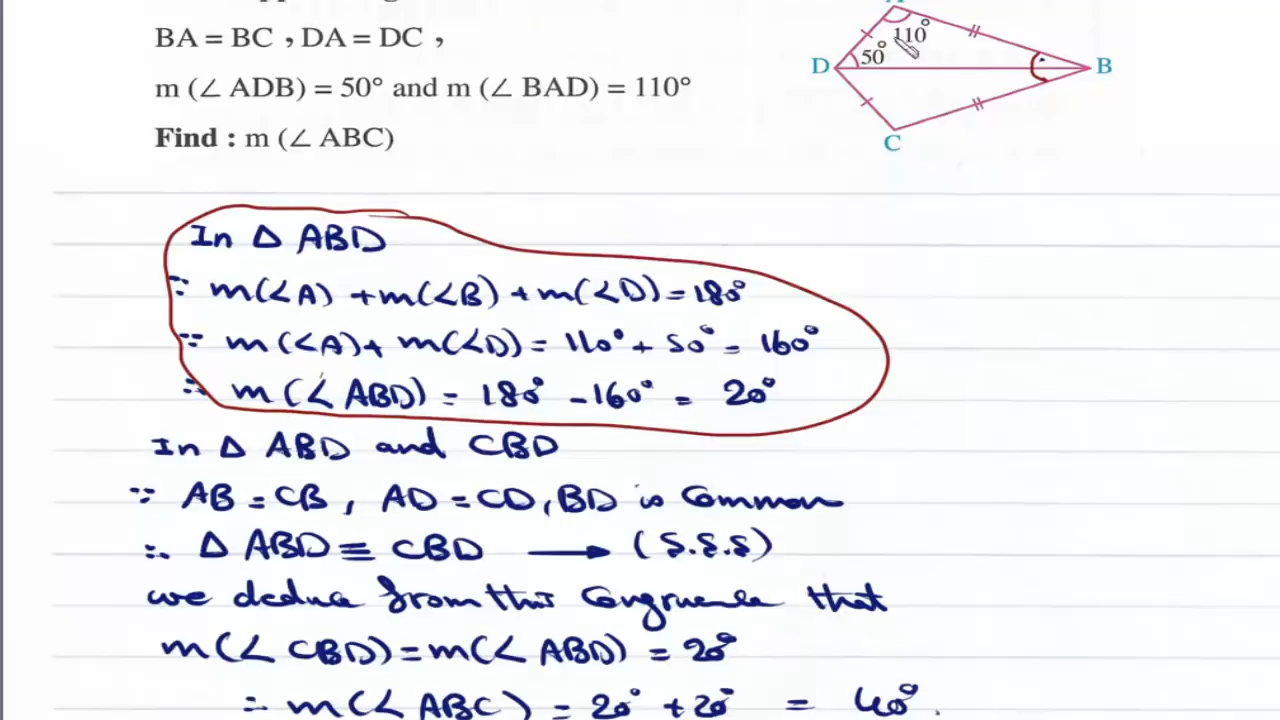 BA = BC , DA = DC ,
m (∠ ADB) = 50° and m (∠ BAD) = 110°
Find : m (∠ ABC)
110°
50°
D
B
C
In Δ ABD
∵ m(∠A) + m(∠B) + m(∠D) = 180°
∵ m(∠A) + m(∠D) = 110° + 50° = 160°
∴ m(∠ABD) = 180° - 160° = 20°
In Δ ABD and CBD
∵ AB = CB, AD = CD, BD is Common
∴ Δ ABD ≡ CBD → (S.S.S)
we deduce from this Congruence that
m(∠ CBD) = m(∠ ABD) = 20°
∴ m(∠ ABC) = 20° + 20° = 40°.